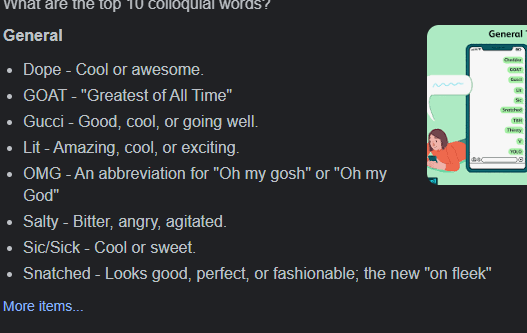 What are the top 10 colloquial words?
General
• Dope - Cool or awesome.
• GOAT - "Greatest of All Time"
• Gucci - Good, cool, or going well.
• Lit - Amazing, cool, or exciting.
• OMG - An abbreviation for "Oh my gosh" or "Oh my
God"
• Salty - Bitter, angry, agitated.
• Sic/Sick - Cool or sweet.
• Snatched - Looks good, perfect, or fashionable; the new "on fleek"
More items...
General
Cheddar
GOAT
Gucci
Lit
Sic
Snatched
TBH
Thirsty
V
YOLO